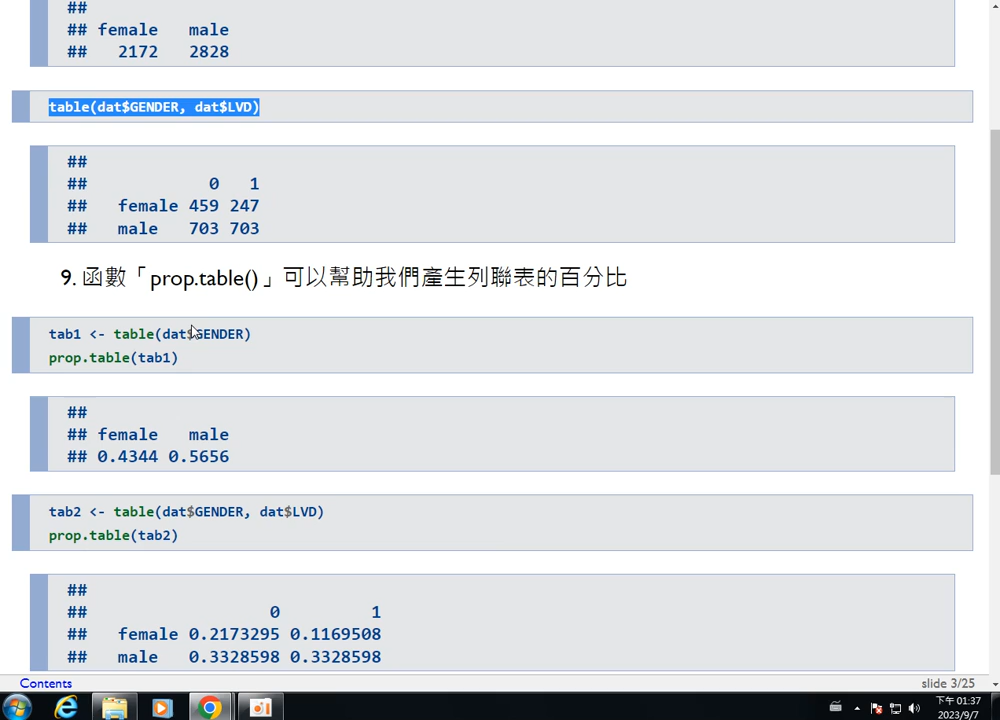 ##
## female   male
##   2172   2828
table(dat$GENDER, dat$LVD)
##
##            0   1
##   female 459 247
##   male   703 703
9. 函數「prop.table()」可以幫助我們產生列聯表的百分比
tab1 <- table(dat$GENDER)
prop.table(tab1)
##
## female   male
## 0.4344 0.5656
tab2 <- table(dat$GENDER, dat$LVD)
prop.table(tab2)
##
##                  0         1
##   female 0.2173295 0.1169508
##   male   0.3328598 0.3328598
Contents
slide 3/25
下午 01:37
2023/9/7